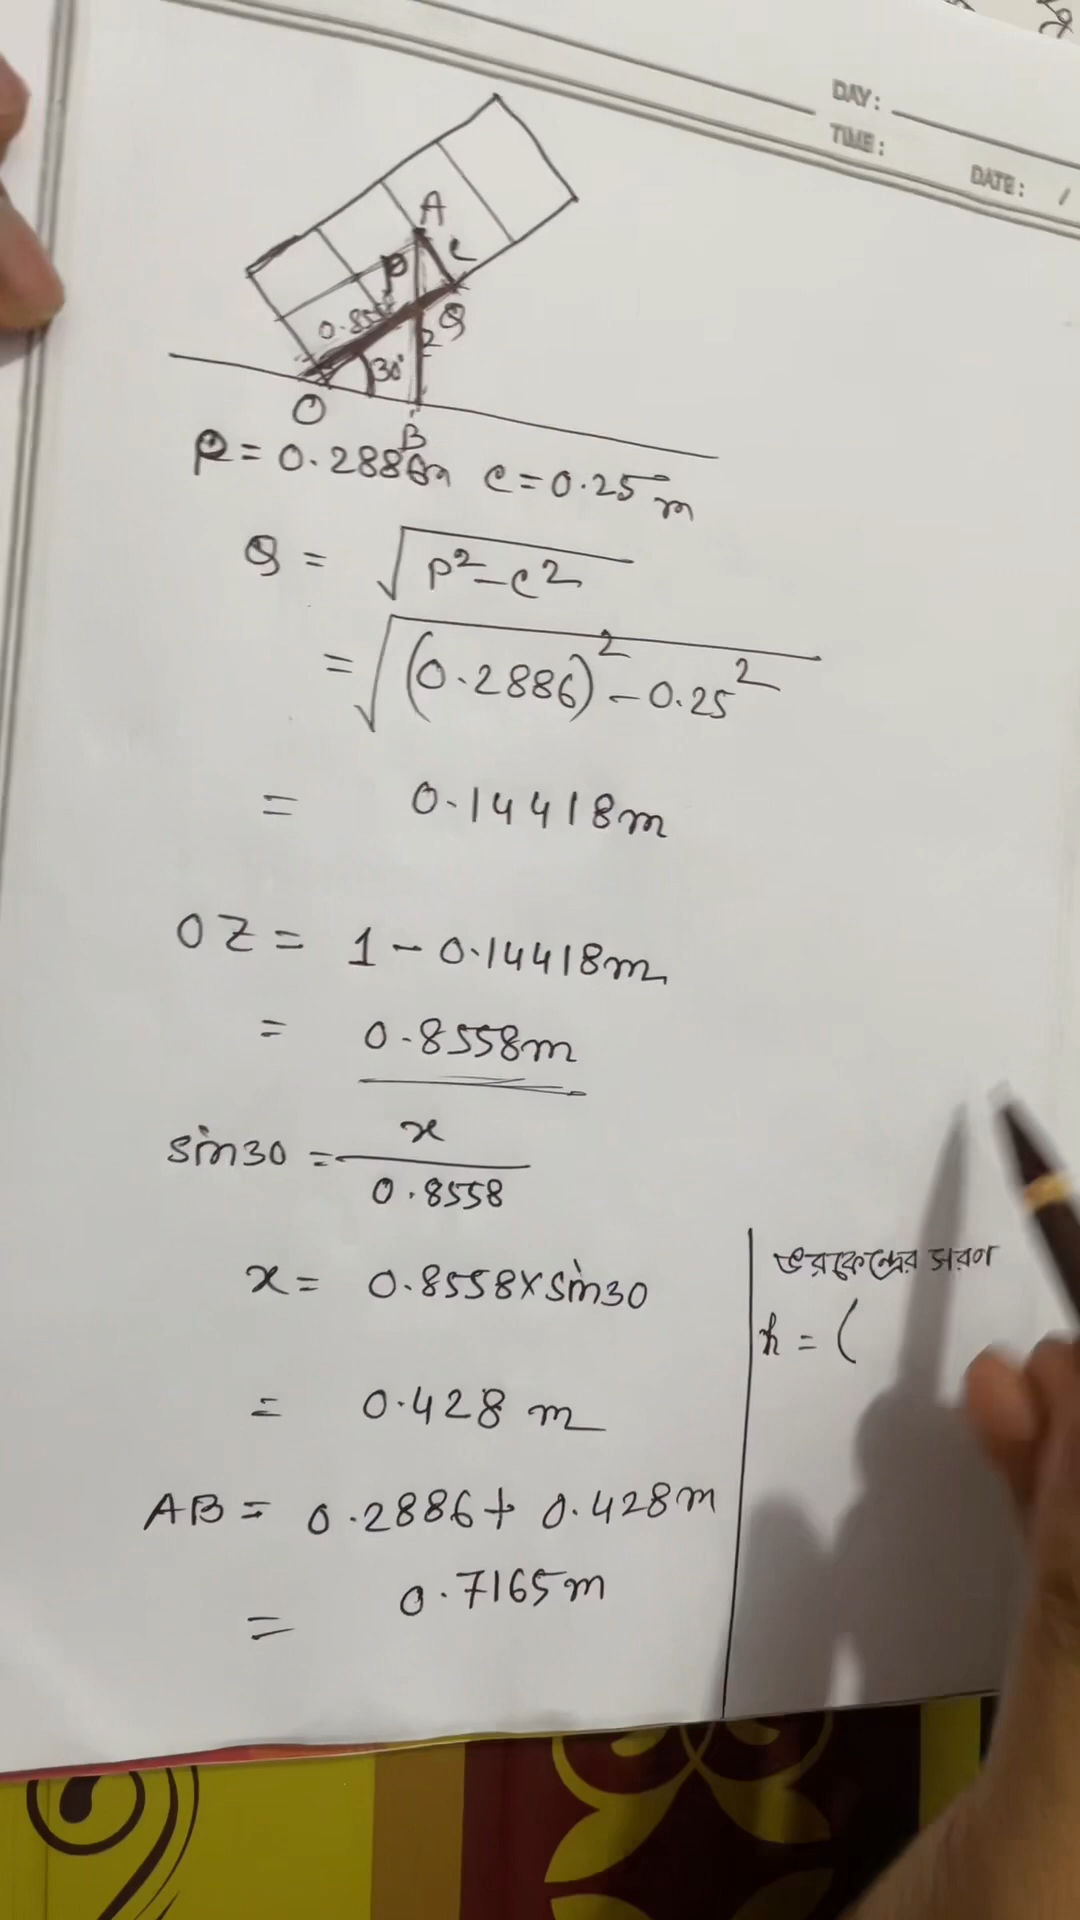 DAY:
TIME:
DATE: /
A
P
C
0.855
Q
30°
Z
O
B
P = 0.2886m C = 0.25m
Q = √P²-C²
= √(0.2886)² - 0.25²
= 0.14418m
OZ = 1 - 0.14418m
= 0.8558m
sin30 = x
0.8558
x = 0.8558×sin30
= 0.428 m
AB = 0.2886 + 0.428m
= 0.7165m
ভরকেন্দ্রের সরণ
h = (